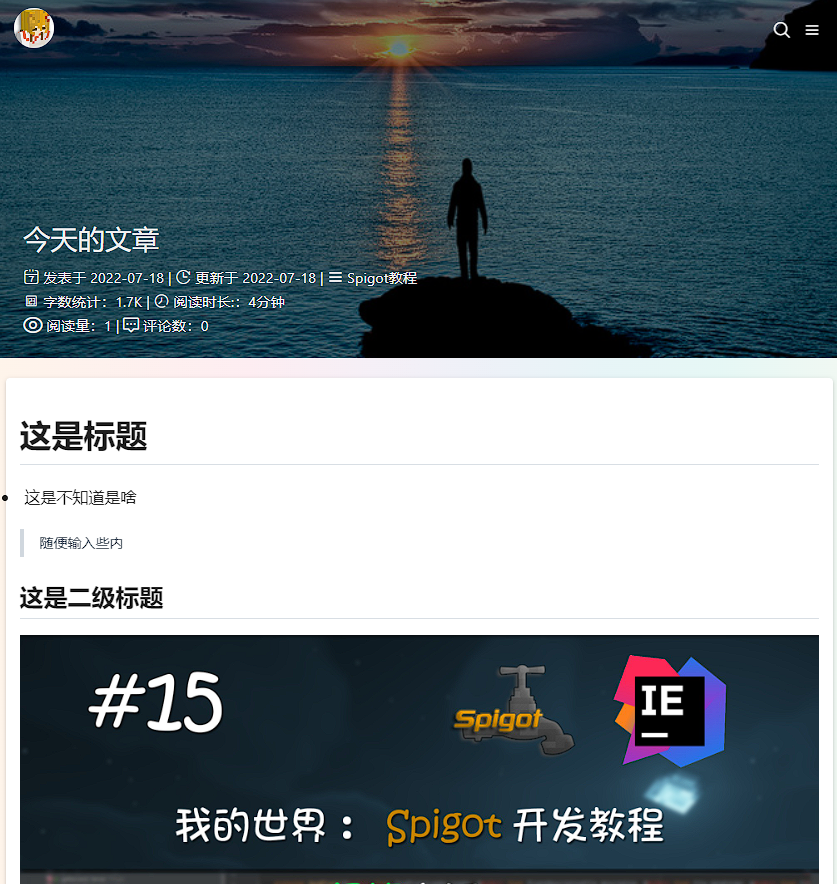 今天的文章
发表于 2022-07-18 | 更新于 2022-07-18 | Spigot教程
字数统计：1.7K | 阅读时长:：4分钟
阅读量：1 | 评论数：0
这是标题
这是不知道是啥
随便输入些内
这是二级标题
#15
Spigot
IE
我的世界： Spigot 开发教程